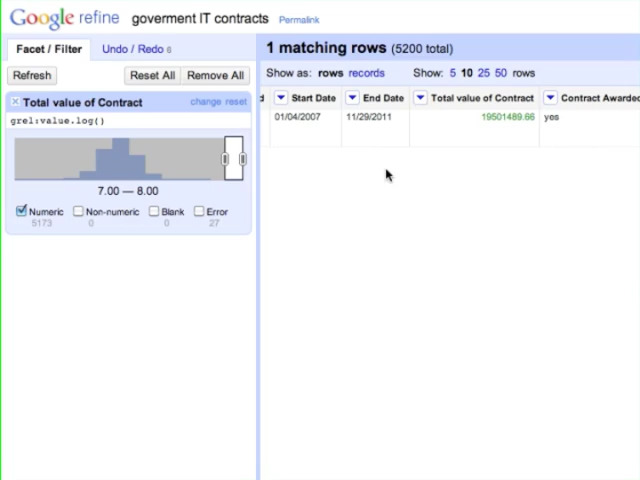 Google refine goverment IT contracts Permalink
Facet / Filter Undo / Redo 6
Refresh Reset All Remove All
Total value of Contract change reset
grel:value.log()
7.00 — 8.00
Numeric Non-numeric Blank Error
5173 0 0 27
1 matching rows (5200 total)
Show as: rows records Show: 5 10 25 50 rows
d Start Date End Date Total value of Contract Contract Awarded
01/04/2007 11/29/2011 19501489.66 yes